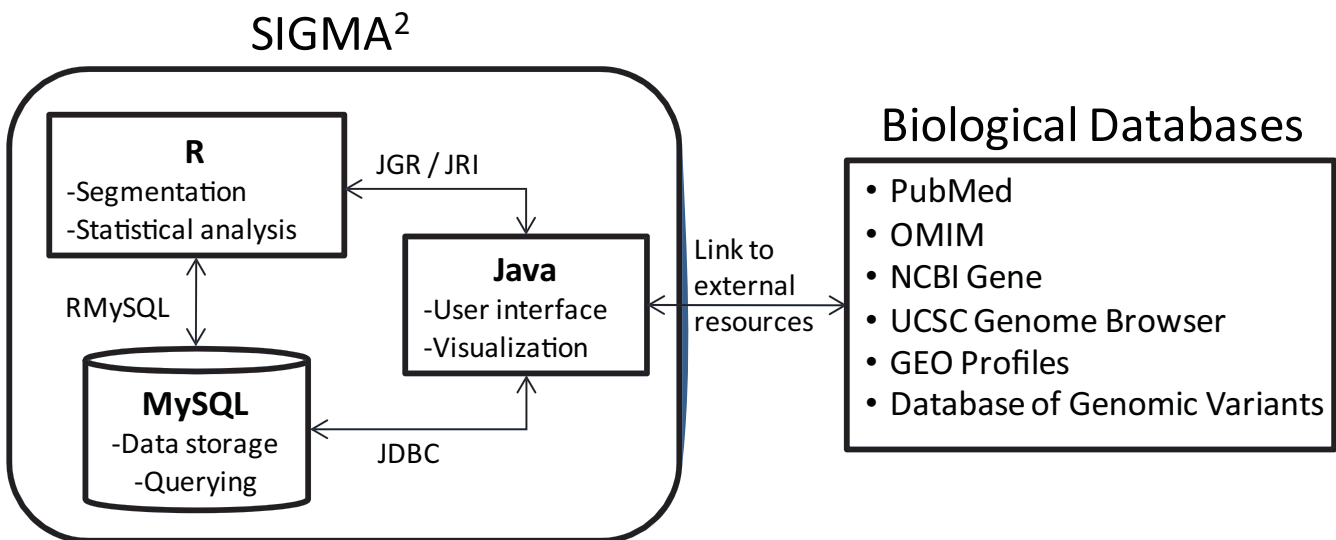 SIGMA²
R
-Segmentation
-Statistical analysis
JGR / JRI
RMySQL
Java
-User interface
-Visualization
MySQL
-Data storage
-Querying
JDBC
Link to
external
resources
Biological Databases
• PubMed
• OMIM
• NCBI Gene
• UCSC Genome Browser
• GEO Profiles
• Database of Genomic Variants